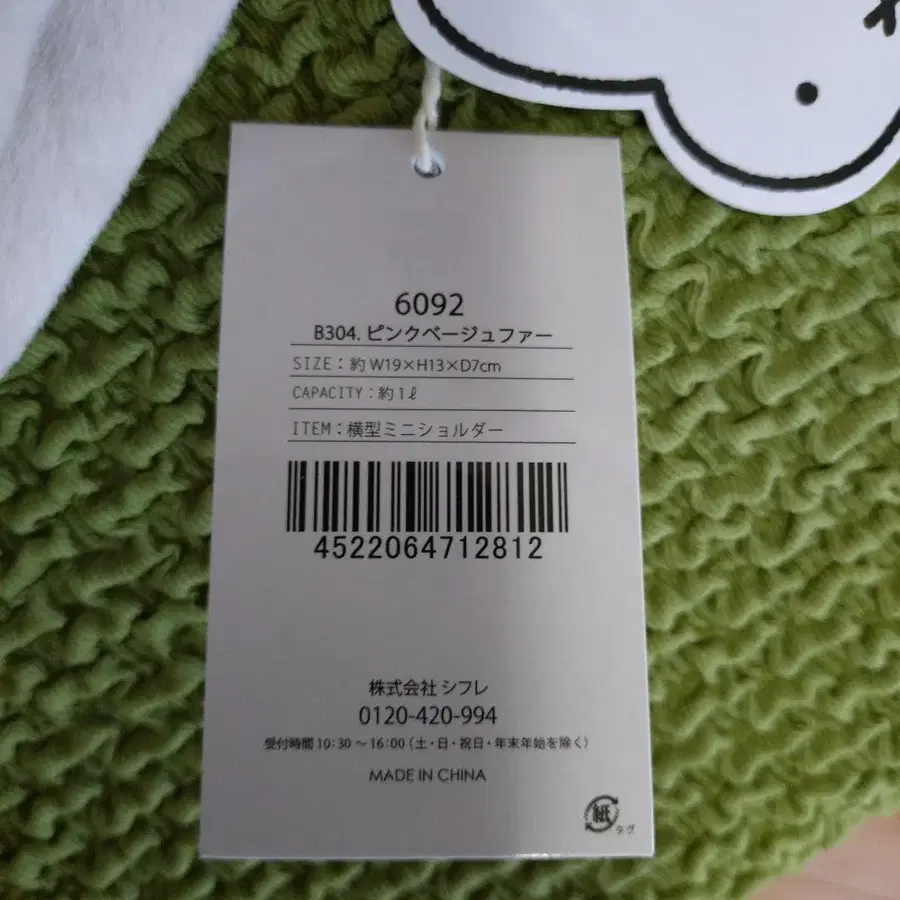 6092
B304. ピンクベージュファー
SIZE：約 W19×H13×D7cm
CAPACITY：約 1ℓ
ITEM：横型ミニショルダー
4522064712812
株式会社 シフレ
0120-420-994
受付時間 10：30 ～ 16：00（土・日・祝日・年末年始を除く）
MADE IN CHINA
紙
タグ